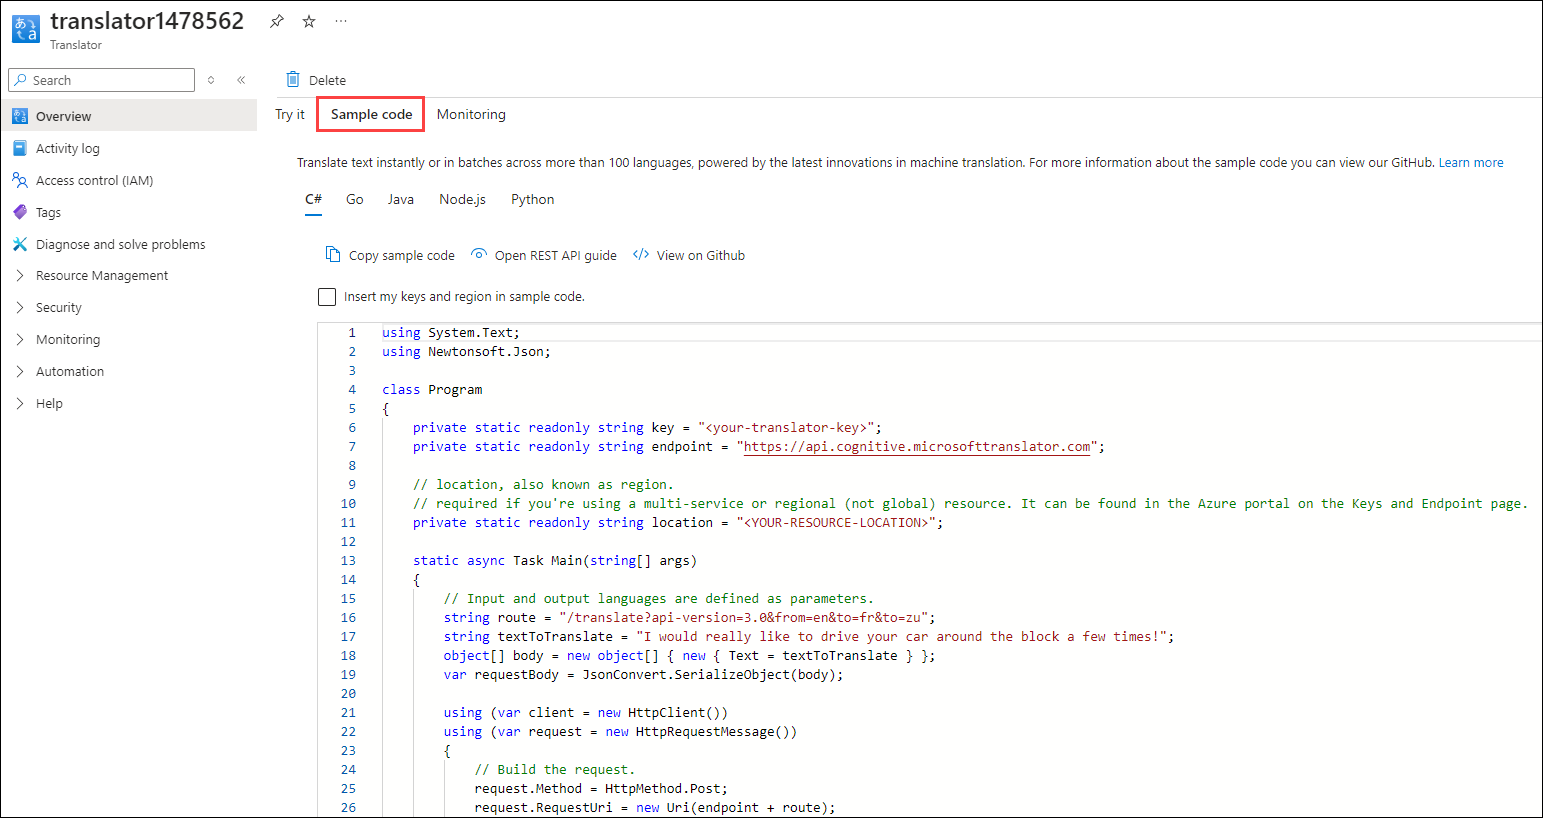 translator1478562
Translator
Search
Delete
Overview
Activity log
Access control (IAM)
Tags
Diagnose and solve problems
Resource Management
Security
Monitoring
Automation
Help
Try it Sample code Monitoring
Translate text instantly or in batches across more than 100 languages, powered by the latest innovations in machine translation. For more information about the sample code you can view our GitHub. Learn more
C# Go Java Node.js Python
Copy sample code Open REST API guide </> View on Github
Insert my keys and region in sample code.
1 using System.Text;
2 using Newtonsoft.Json;
3
4 class Program
5 {
6 private static readonly string key = "<your-translator-key>";
7 private static readonly string endpoint = "https://api.cognitive.microsofttranslator.com";
8
9 // location, also known as region.
10 // required if you're using a multi-service or regional (not global) resource. It can be found in the Azure portal on the Keys and Endpoint page.
11 private static readonly string location = "<YOUR-RESOURCE-LOCATION>";
12
13 static async Task Main(string[] args)
14 {
15 // Input and output languages are defined as parameters.
16 string route = "/translate?api-version=3.0&from=en&to=fr&to=zu";
17 string textToTranslate = "I would really like to drive your car around the block a few times!";
18 object[] body = new object[] { new { Text = textToTranslate } };
19 var requestBody = JsonConvert.SerializeObject(body);
20
21 using (var client = new HttpClient())
22 using (var request = new HttpRequestMessage())
23 {
24 // Build the request.
25 request.Method = HttpMethod.Post;
26 request.RequestUri = new Uri(endpoint + route);